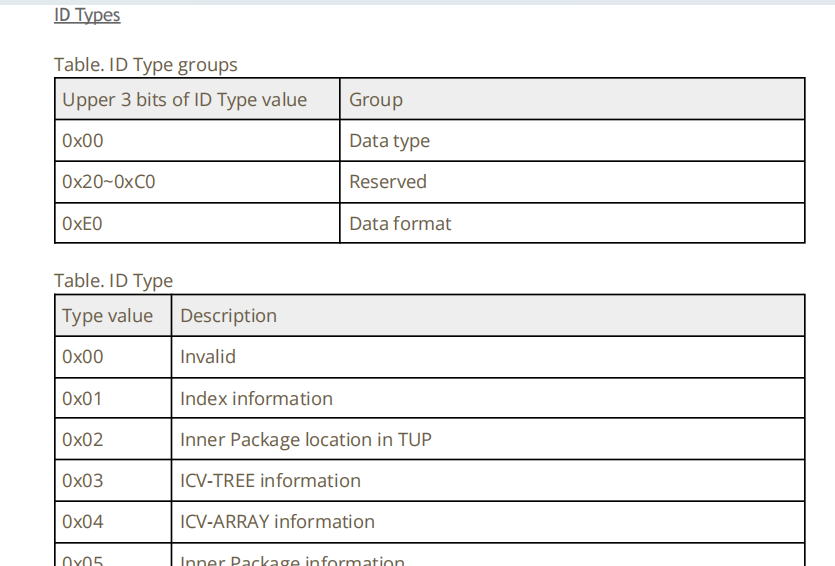 ID Types
Table. ID Type groups
Upper 3 bits of ID Type value Group
0x00 Data type
0x20~0xC0 Reserved
0xE0 Data format
Table. ID Type
Type value Description
0x00 Invalid
0x01 Index information
0x02 Inner Package location in TUP
0x03 ICV-TREE information
0x04 ICV-ARRAY information
0x05 Inner Package information